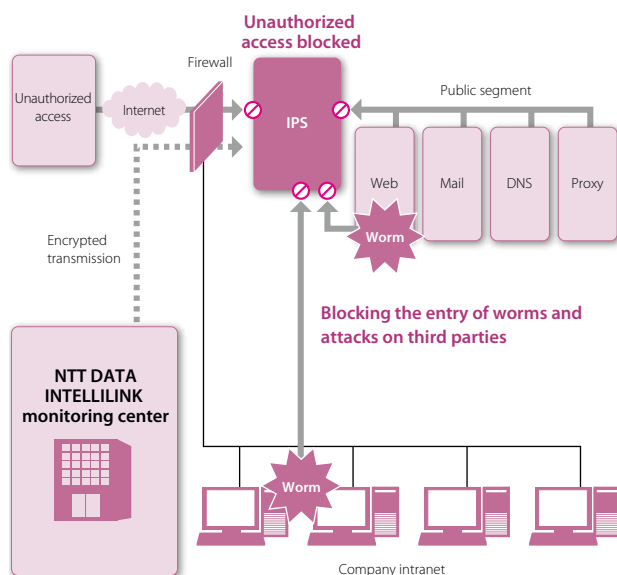 Unauthorized
access blocked
Firewall
Unauthorized
access
Internet
IPS
Public segment
Web
Mail
DNS
Proxy
Worm
Encrypted
transmission
Blocking the entry of worms and
attacks on third parties
NTT DATA
INTELLILINK
monitoring center
Worm
Company intranet